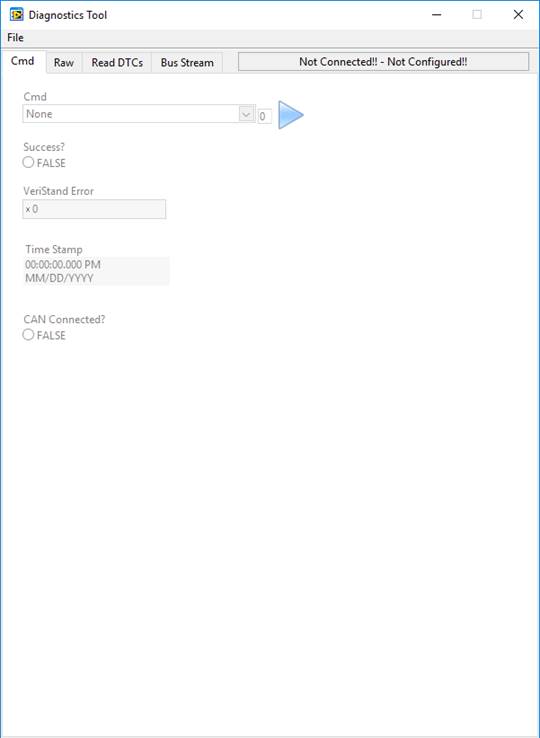 Diagnostics Tool
File
Cmd Raw Read DTCs Bus Stream Not Connected!! - Not Configured!!
Cmd
None 0
Success?
FALSE
VeriStand Error
x 0
Time Stamp
00:00:00.000 PM
MM/DD/YYYY
CAN Connected?
FALSE